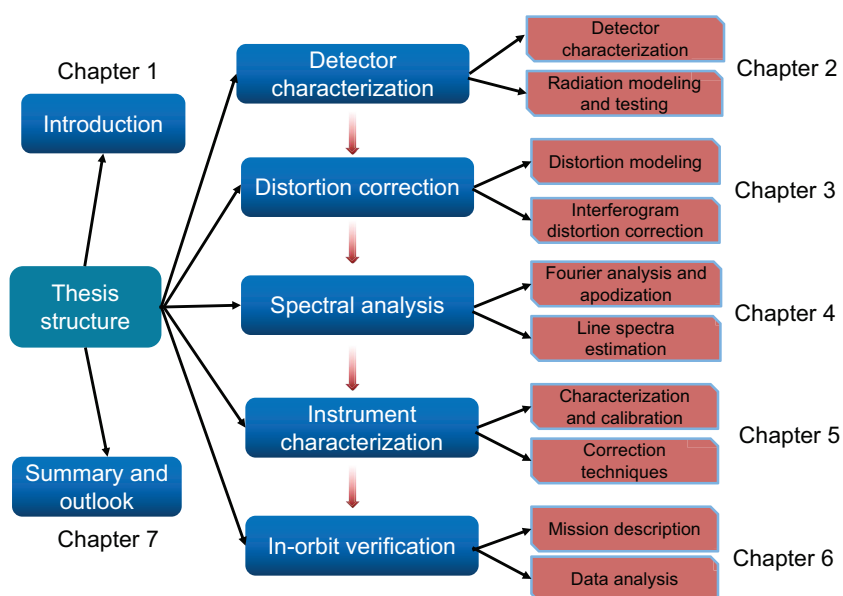 Chapter 1
Introduction
Thesis
structure
Summary and
outlook
Chapter 7
Detector
characterization
Detector
characterization
Radiation modeling
and testing
Chapter 2
Distortion correction
Distortion modeling
Interferogram
distortion correction
Chapter 3
Spectral analysis
Fourier analysis and
apodization
Line spectra
estimation
Chapter 4
Instrument
characterization
Characterization
and calibration
Correction
techniques
Chapter 5
In-orbit verification
Mission description
Data analysis
Chapter 6